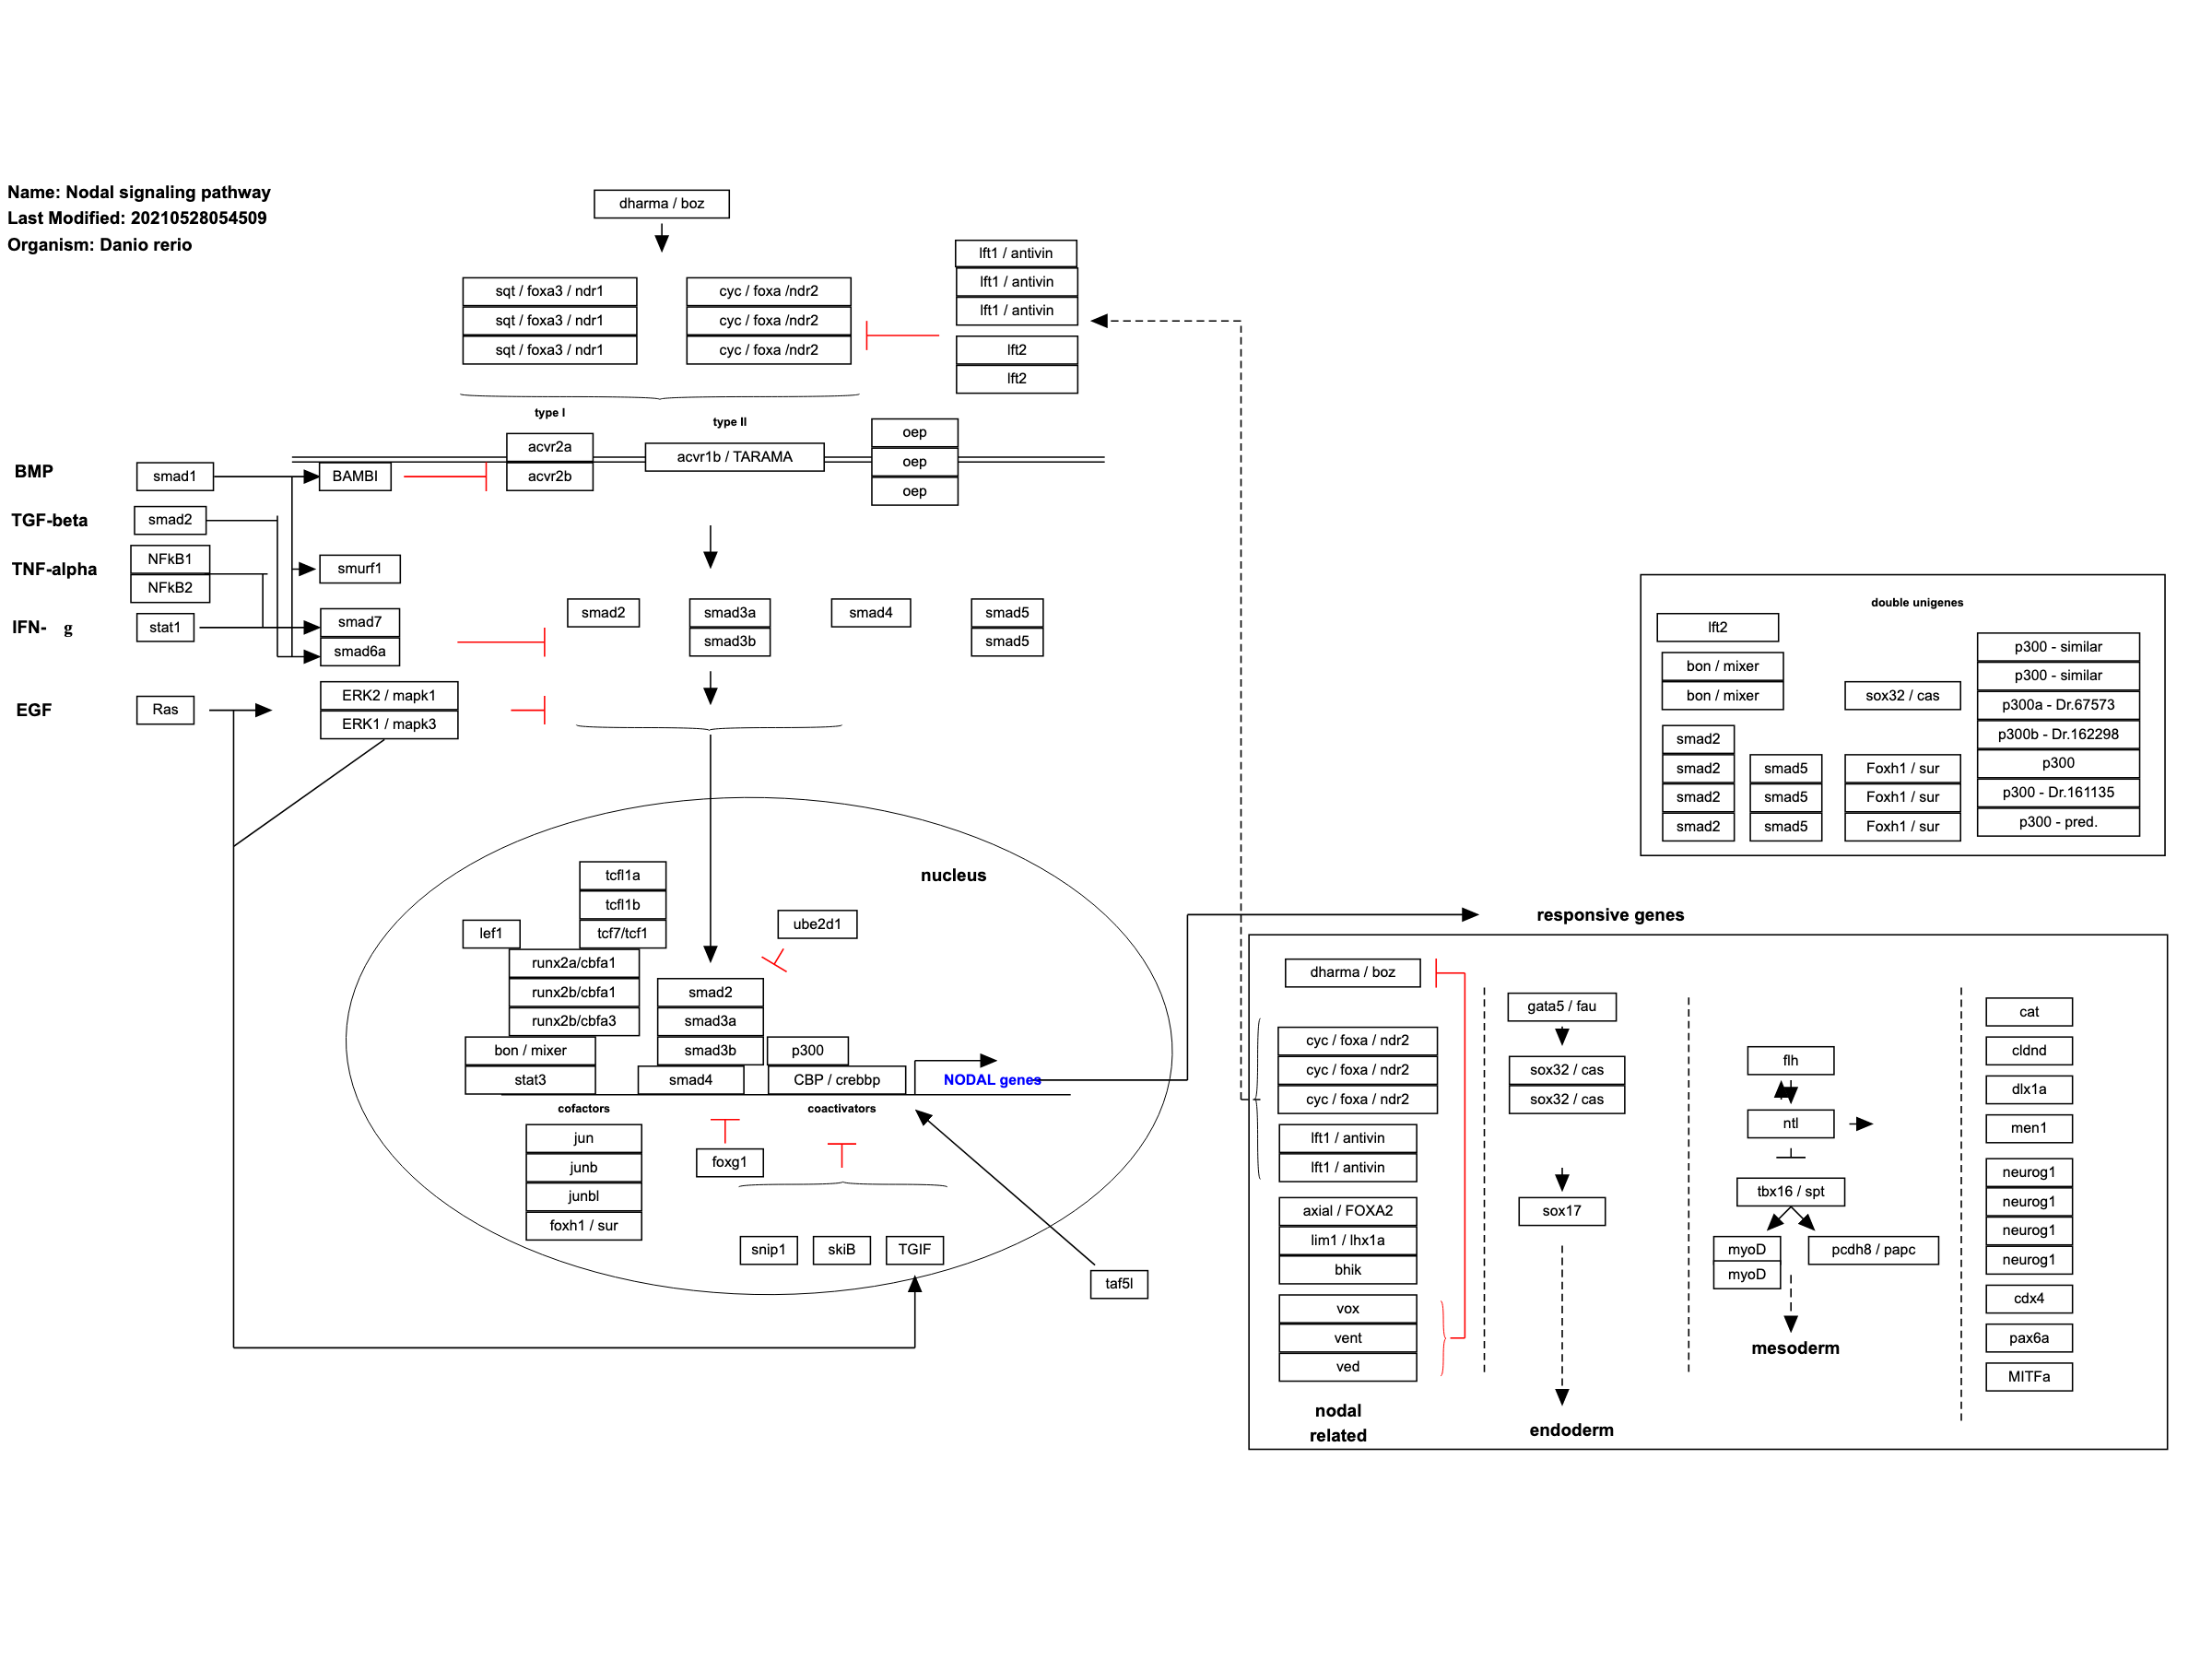 Name: Nodal signaling pathway
Last Modified: 20210528054509
Organism: Danio rerio
dharma / boz
sqt / foxa3 / ndr1
sqt / foxa3 / ndr1
sqt / foxa3 / ndr1
cyc / foxa /ndr2
cyc / foxa /ndr2
cyc / foxa /ndr2
lft1 / antivin
lft1 / antivin
lft1 / antivin
lft2
lft2
type I
acvr2a
acvr2b
type II
acvr1b / TARAMA
oep
oep
oep
BMP
smad1
BAMBI
TGF-beta
smad2
TNF-alpha
NFkB1
NFkB2
smurf1
IFN- g
stat1
smad7
smad6a
EGF
Ras
ERK2 / mapk1
ERK1 / mapk3
smad2
smad3a
smad3b
smad4
smad5
smad5
nucleus
tcfl1a
tcfl1b
tcf7/tcf1
lef1
runx2a/cbfa1
runx2b/cbfa1
runx2b/cbfa3
bon / mixer
stat3
ube2d1
smad2
smad3a
smad3b
smad4
p300
CBP / crebbp
NODAL genes
cofactors
coactivators
jun
junb
junbl
foxh1 / sur
foxg1
snip1
skiB
TGIF
taf5l
double unigenes
lft2
bon / mixer
bon / mixer
sox32 / cas
smad2
smad2
smad2
smad2
smad5
smad5
smad5
Foxh1 / sur
Foxh1 / sur
Foxh1 / sur
p300 - similar
p300 - similar
p300a - Dr.67573
p300b - Dr.162298
p300
p300 - Dr.161135
p300 - pred.
responsive genes
dharma / boz
cyc / foxa / ndr2
cyc / foxa / ndr2
cyc / foxa / ndr2
lft1 / antivin
lft1 / antivin
axial / FOXA2
lim1 / lhx1a
bhik
vox
vent
ved
nodal
related
gata5 / fau
sox32 / cas
sox32 / cas
sox17
endoderm
flh
ntl
tbx16 / spt
myoD
myoD
pcdh8 / papc
mesoderm
cat
cldnd
dlx1a
men1
neurog1
neurog1
neurog1
neurog1
cdx4
pax6a
MITFa